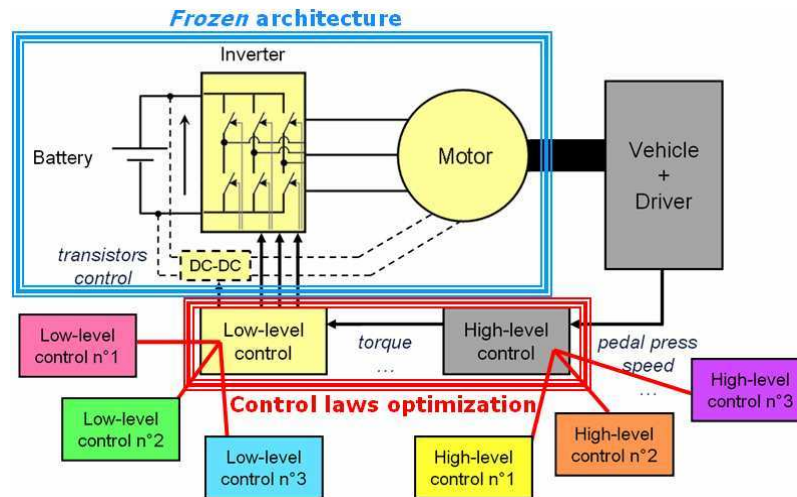 Frozen architecture
Inverter
Battery
Motor
Vehicle
+
Driver
transistors
control
DC-DC
Low-level
control
torque
...
High-level
control
pedal press
speed
...
Low-level
control n°1
Control laws optimization
High-level
control n°3
Low-level
control n°2
Low-level
control n°3
High-level
control n°1
High-level
control n°2